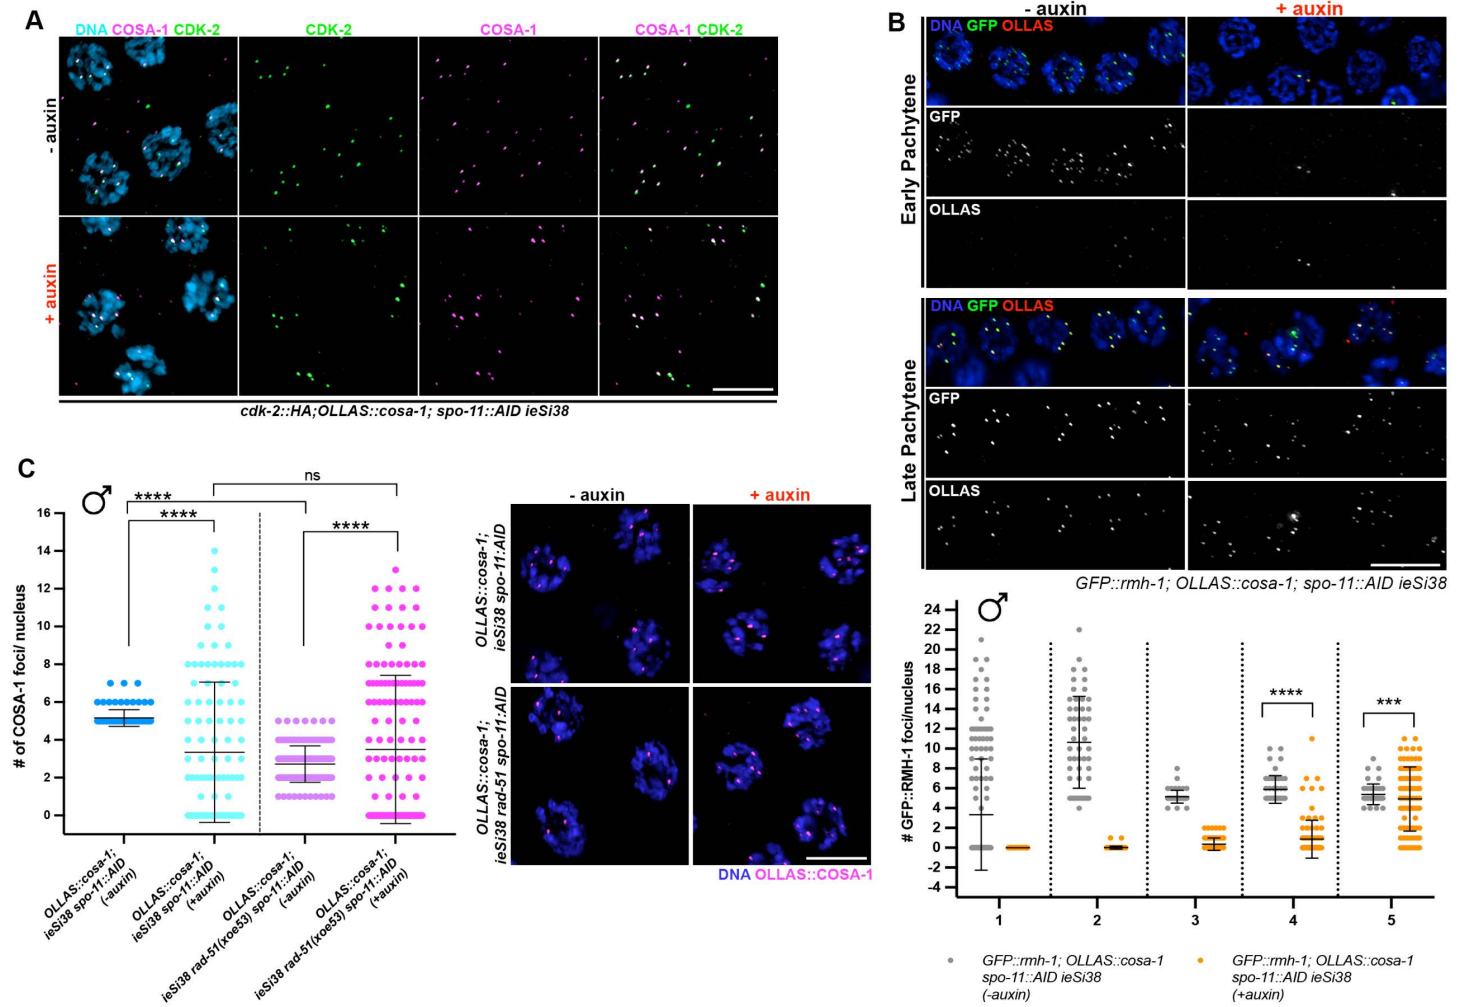 A
DNA COSA-1 CDK-2
CDK-2
COSA-1
COSA-1 CDK-2
- auxin
+ auxin
cdk-2::HA;OLLAS::cosa-1; spo-11::AID ieSi38
B
- auxin
+ auxin
DNA GFP OLLAS
GFP
OLLAS
Early Pachytene
DNA GFP OLLAS
GFP
OLLAS
Late Pachytene
GFP::rmh-1; OLLAS::cosa-1; spo-11::AID ieSi38
24
22
20
18
16
14
12
10
8
6
4
2
0
-2
-4
# GFP::RMH-1 foci/nucleus
****
***
1
2
3
4
5
GFP::rmh-1; OLLAS::cosa-1
spo-11::AID ieSi38
(-auxin)
GFP::rmh-1; OLLAS::cosa-1
spo-11::AID ieSi38
(+auxin)
C
ns
****
****
****
16
14
12
10
8
6
4
2
0
# of COSA-1 foci/ nucleus
OLLAS::cosa-1;
ieSi38 spo-11::AID
(-auxin)
OLLAS::cosa-1;
ieSi38 spo-11::AID
(+auxin)
OLLAS::cosa-1;
ieSi38 rad-51(xoe53) spo-11::AID
(-auxin)
OLLAS::cosa-1;
ieSi38 rad-51(xoe53) spo-11::AID
(+auxin)
- auxin
+ auxin
OLLAS::cosa-1;
ieSi38 spo-11:AID
OLLAS::cosa-1;
ieSi38 rad-51 spo-11:AID
DNA OLLAS::COSA-1